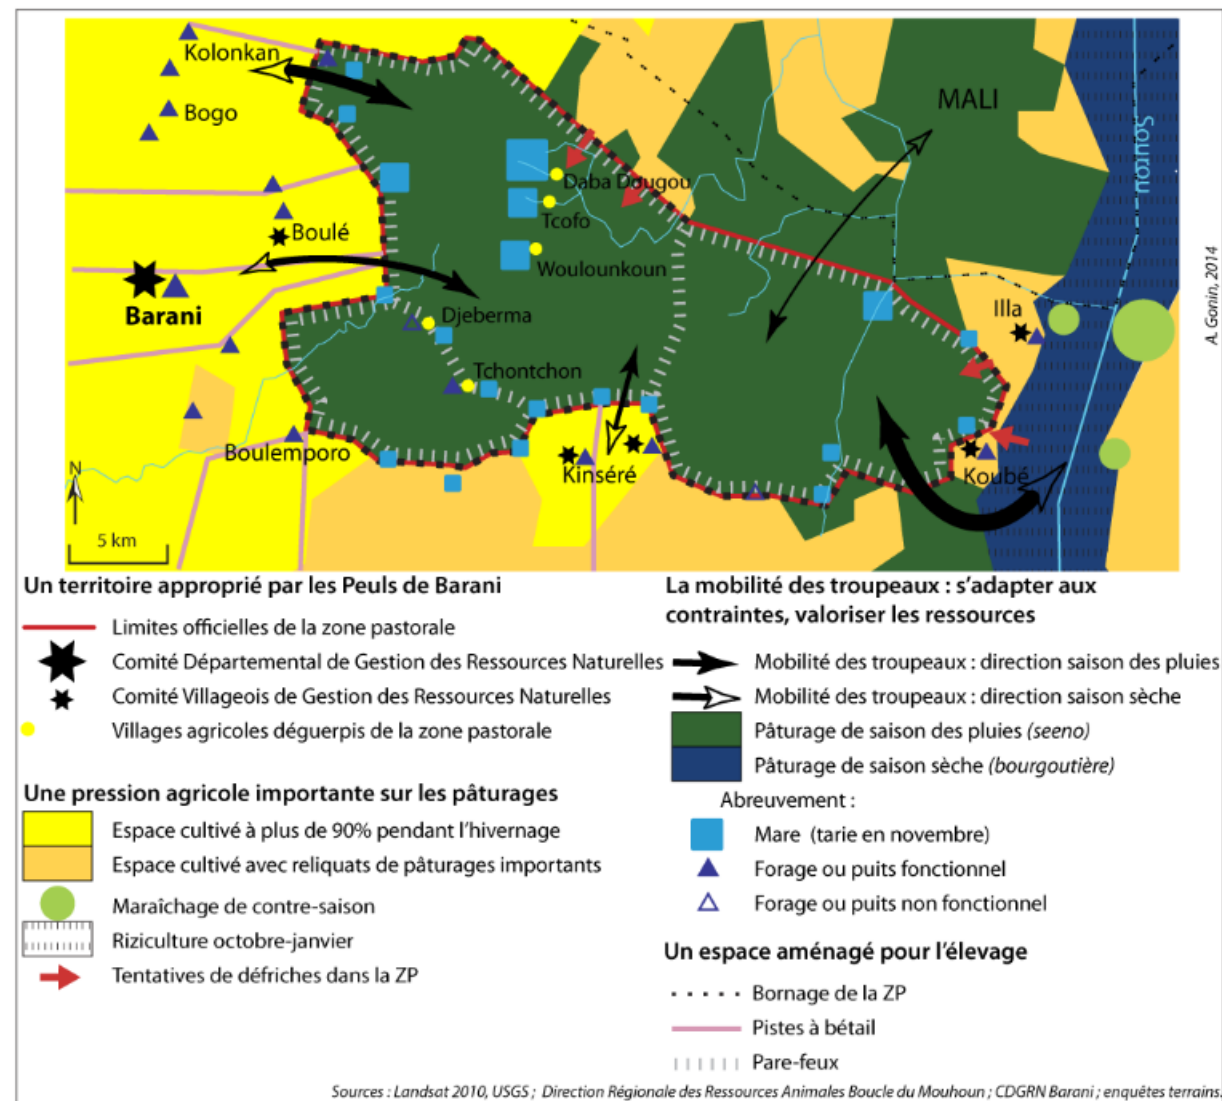 Kolonkan
Bogo
MALI
Sourou
Daba Dougou
Tcofo
Boulé
Woulounkoun
Barani
Djeberma
Illa
Tchontchon
Boulemporo
Kinséré
Koubé
N
5 km
A. Gonin, 2014
Un territoire approprié par les Peuls de Barani
Limites officielles de la zone pastorale
Comité Départemental de Gestion des Ressources Naturelles
Comité Villageois de Gestion des Ressources Naturelles
Villages agricoles déguerpis de la zone pastorale
Une pression agricole importante sur les pâturages
Espace cultivé à plus de 90% pendant l'hivernage
Espace cultivé avec reliquats de pâturages importants
Maraîchage de contre-saison
Riziculture octobre-janvier
Tentatives de défriches dans la ZP
La mobilité des troupeaux : s'adapter aux
contraintes, valoriser les ressources
Mobilité des troupeaux : direction saison des pluies
Mobilité des troupeaux : direction saison sèche
Pâturage de saison des pluies (seeno)
Pâturage de saison sèche (bourgoutière)
Abreuvement :
Mare (tarie en novembre)
Forage ou puits fonctionnel
Forage ou puits non fonctionnel
Un espace aménagé pour l'élevage
Bornage de la ZP
Pistes à bétail
Pare-feux
Sources : Landsat 2010, USGS ; Direction Régionale des Ressources Animales Boucle du Mouhoun ; CDGRN Barani ; enquêtes terrains.